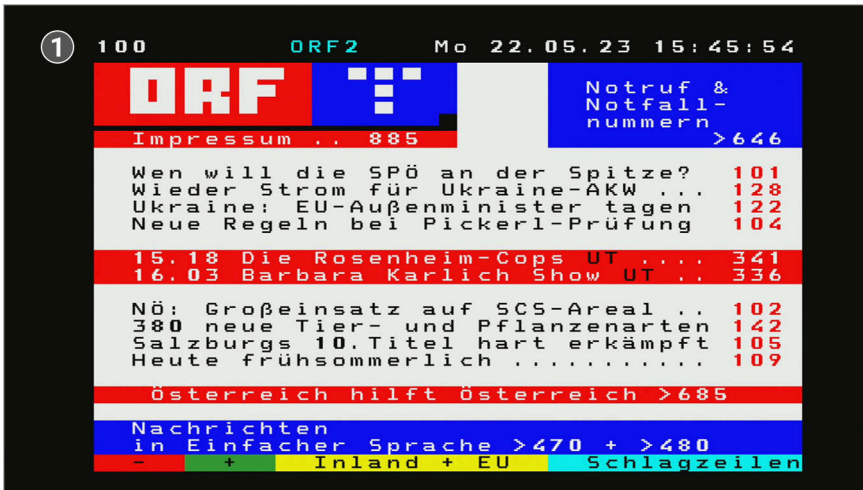 1
100 ORF2 Mo 22.05.23 15:45:54
ORF T
Notruf &
Notfall-
nummern
Impressum .. 885 >646
Wen will die SPÖ an der Spitze? 101
Wieder Strom für Ukraine-AKW ... 128
Ukraine: EU-Außenminister tagen 122
Neue Regeln bei Pickerl-Prüfung 104
15.18 Die Rosenheim-Cops UT .... 341
16.03 Barbara Karlich Show UT .. 336
NÖ: Großeinsatz auf SCS-Areal .. 102
380 neue Tier- und Pflanzenarten 142
Salzburgs 10.Titel hart erkämpft 105
Heute frühsommerlich ........... 109
Österreich hilft Österreich >685
Nachrichten
in Einfacher Sprache >470 + >480
- + Inland + EU Schlagzeilen